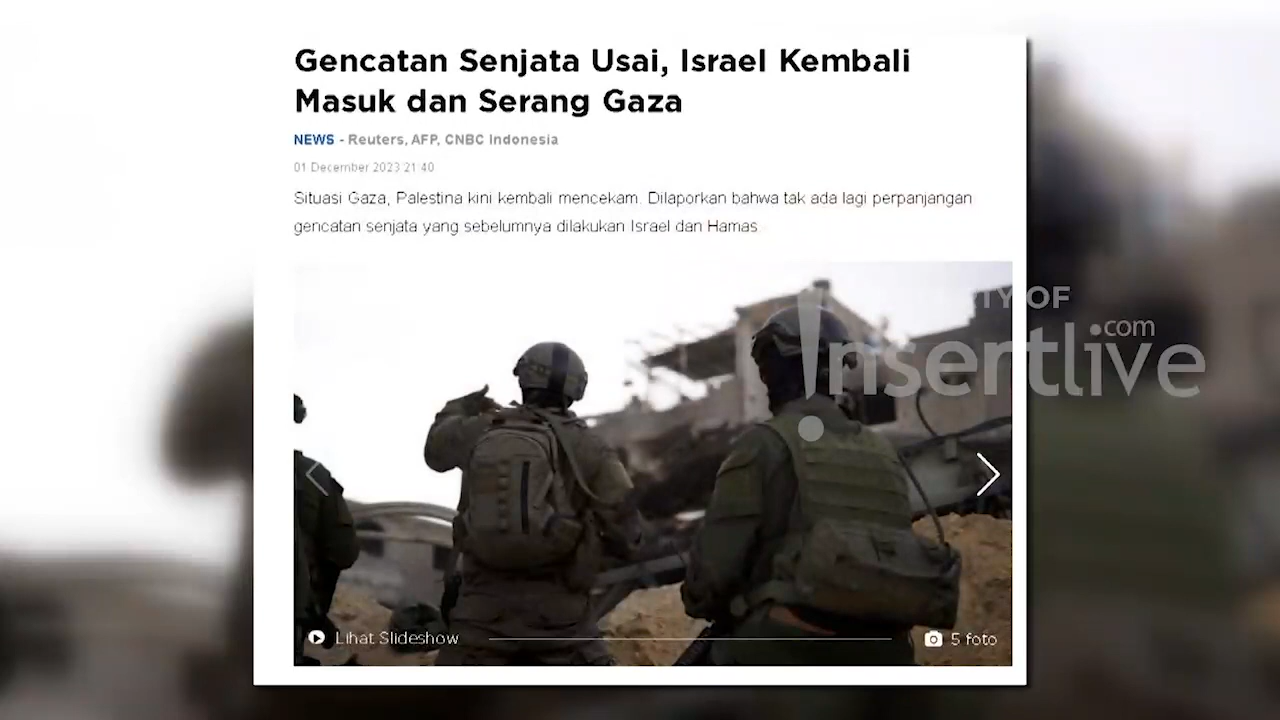 Gencatan Senjata Usai, Israel Kembali
Masuk dan Serang Gaza
NEWS - Reuters, AFP, CNBC Indonesia
01 December 2023 21:40
Situasi Gaza, Palestina kini kembali mencekam. Dilaporkan bahwa tak ada lagi perpanjangan
gencatan senjata yang sebelumnya dilakukan Israel dan Hamas
OF
insertlive
.com
Lihat Slideshow
5 foto